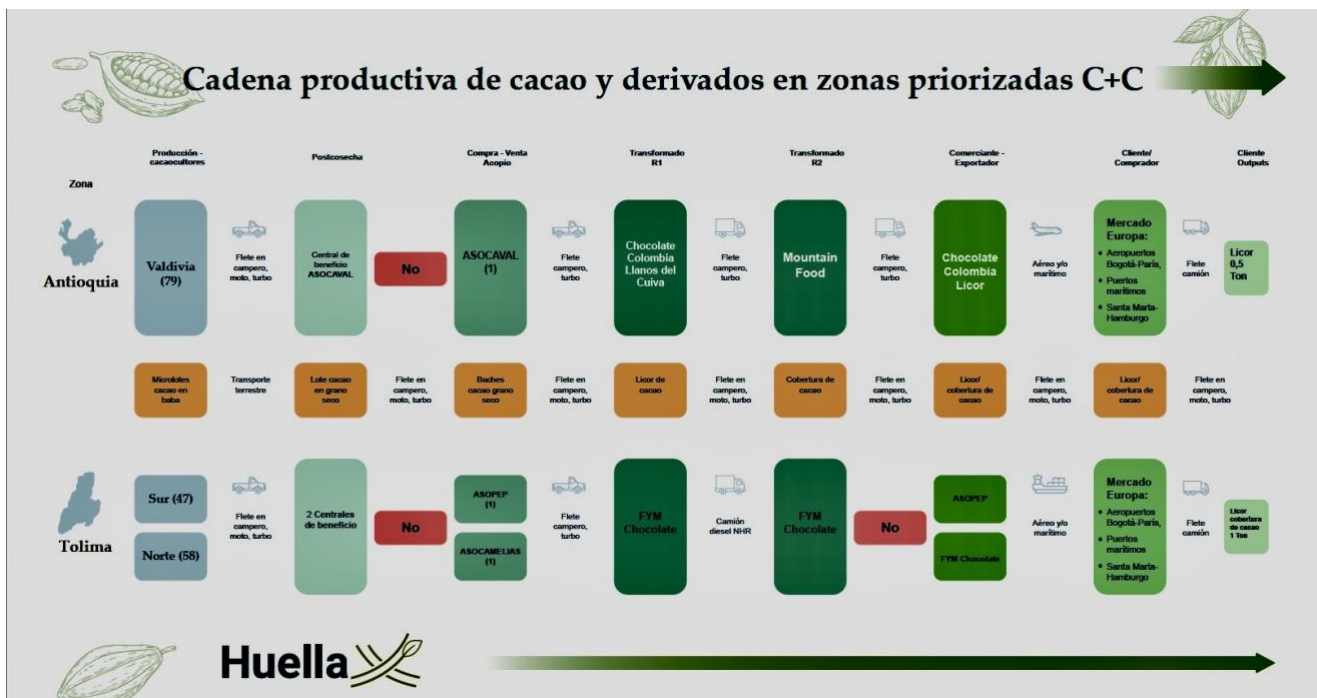 Cadena productiva de cacao y derivados en zonas priorizadas C+C
Zona
Producción -
cacaocultores
Postcosecha
Compra - Venta
Acopio
Transformado
R1
Transformado
R2
Comerciante -
Exportador
Cliente/
Comprador
Cliente
Outputs
Antioquia
Valdivia
(79)
Flete en
campero,
moto, turbo
Central de
beneficio
ASOCAVAL
No
ASOCAVAL
(1)
Flete
campero,
turbo
Chocolate
Colombia
Llanos del
Cuiva
Flete
campero,
turbo
Mountain
Food
Flete
campero,
turbo
Chocolate
Colombia
Licor
Aéreo y/o
marítimo
Mercado
Europa:
• Aeropuertos
Bogotá-París,
• Puertos
marítimos
• Santa Marta-
Hamburgo
Flete
camión
Licor
0,5
Ton
Microlotes
cacao en
baba
Transporte
terrestre
Lote cacao
en grano
seco
Flete en
campero,
moto, turbo
Baches
cacao grano
seco
Flete en
campero,
moto, turbo
Licor de
cacao
Flete en
campero,
moto, turbo
Cobertura de
cacao
Flete en
campero,
moto, turbo
Licor/
cobertura de
cacao
Flete en
campero,
moto, turbo
Licor/
cobertura de
cacao
Flete en
campero,
moto, turbo
Tolima
Sur (47)
Norte (58)
Flete en
campero,
moto, turbo
2 Centrales
de beneficio
No
ASOPEP
(1)
ASOCAMELIAS
(1)
Flete
campero,
turbo
FYM
Chocolate
Camión
diesel NHR
FYM
Chocolate
No
ASOPEP
FYM Chocolate
Aéreo y/o
marítimo
Mercado
Europa:
• Aeropuertos
Bogotá-París,
• Puertos
marítimos
• Santa Marta-
Hamburgo
Flete
camión
Licor
cobertura
de cacao
1 Ton
Huella